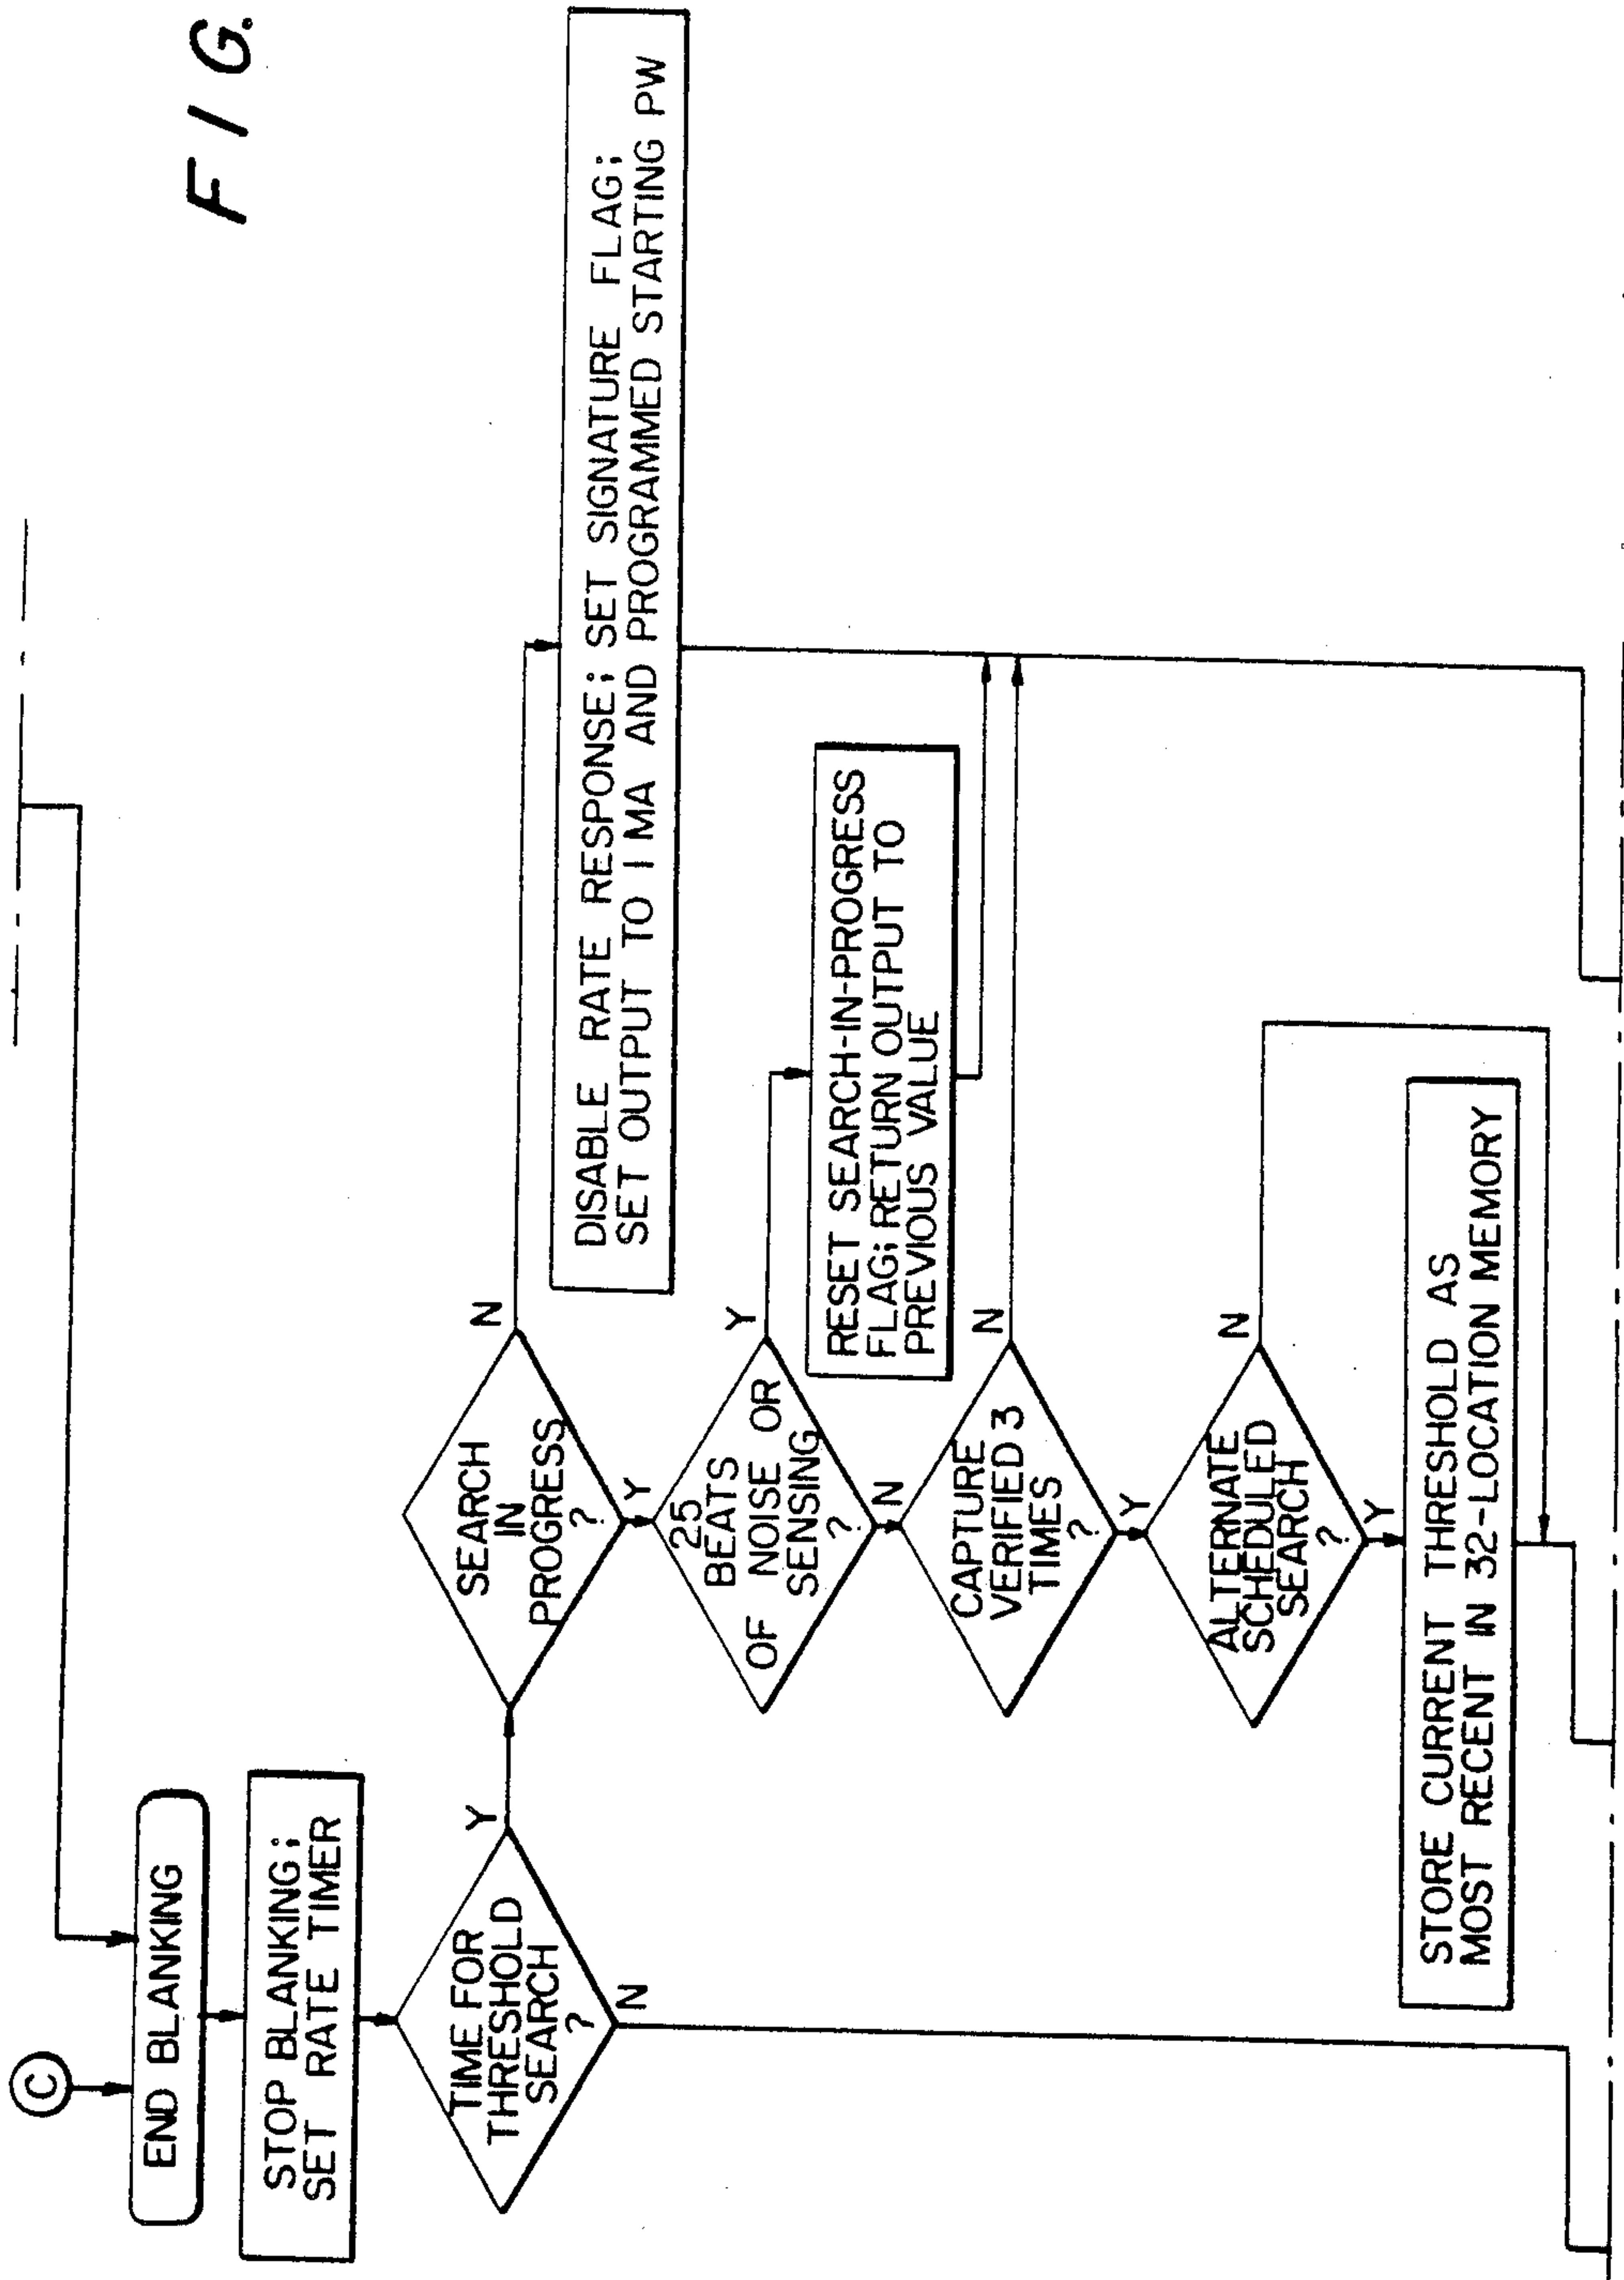 FIG.
C
END BLANKING
STOP BLANKING;
SET RATE TIMER
TIME FOR
THRESHOLD
SEARCH
?
Y
N
SEARCH
IN
PROGRESS
?
N
Y
DISABLE RATE RESPONSE; SET SIGNATURE FLAG;
SET OUTPUT TO 1 MA AND PROGRAMMED STARTING PW
25
BEATS
OF NOISE OR
SENSING
?
Y
N
RESET SEARCH-IN-PROGRESS
FLAG; RETURN OUTPUT TO
PREVIOUS VALUE
CAPTURE
VERIFIED 3
TIMES
?
N
Y
ALTERNATE
SCHEDULED
SEARCH
?
N
Y
STORE CURRENT THRESHOLD AS
MOST RECENT IN 32-LOCATION MEMORY